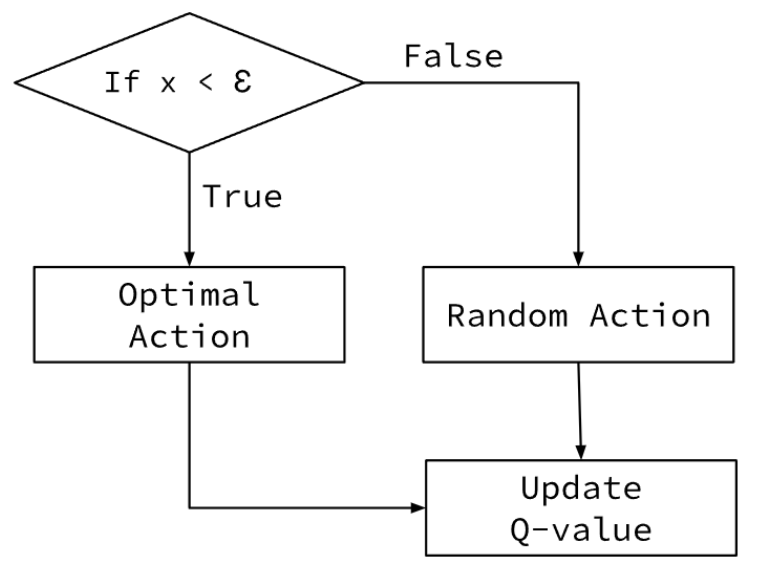 If x < ε
False
True
Optimal
Action
Random Action
Update
Q-value